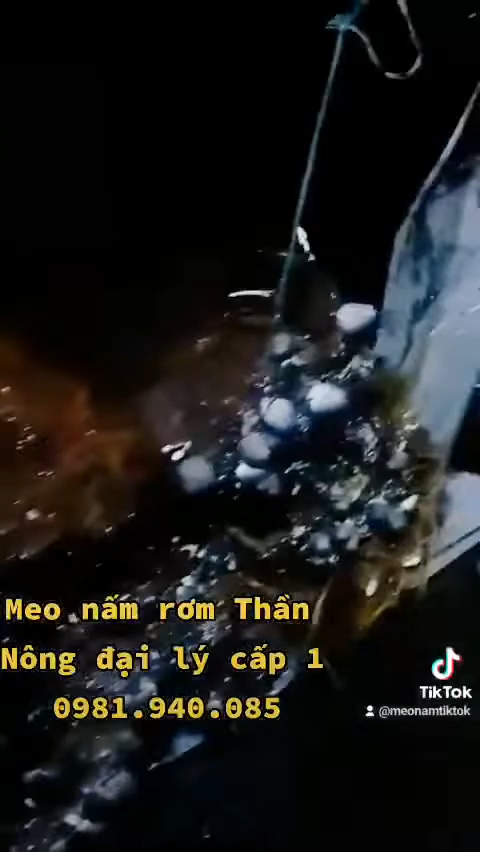 Meo nấm rơm Thần
Nông đại lý cấp 1
0981.940.085
TikTok
@meonamtiktok